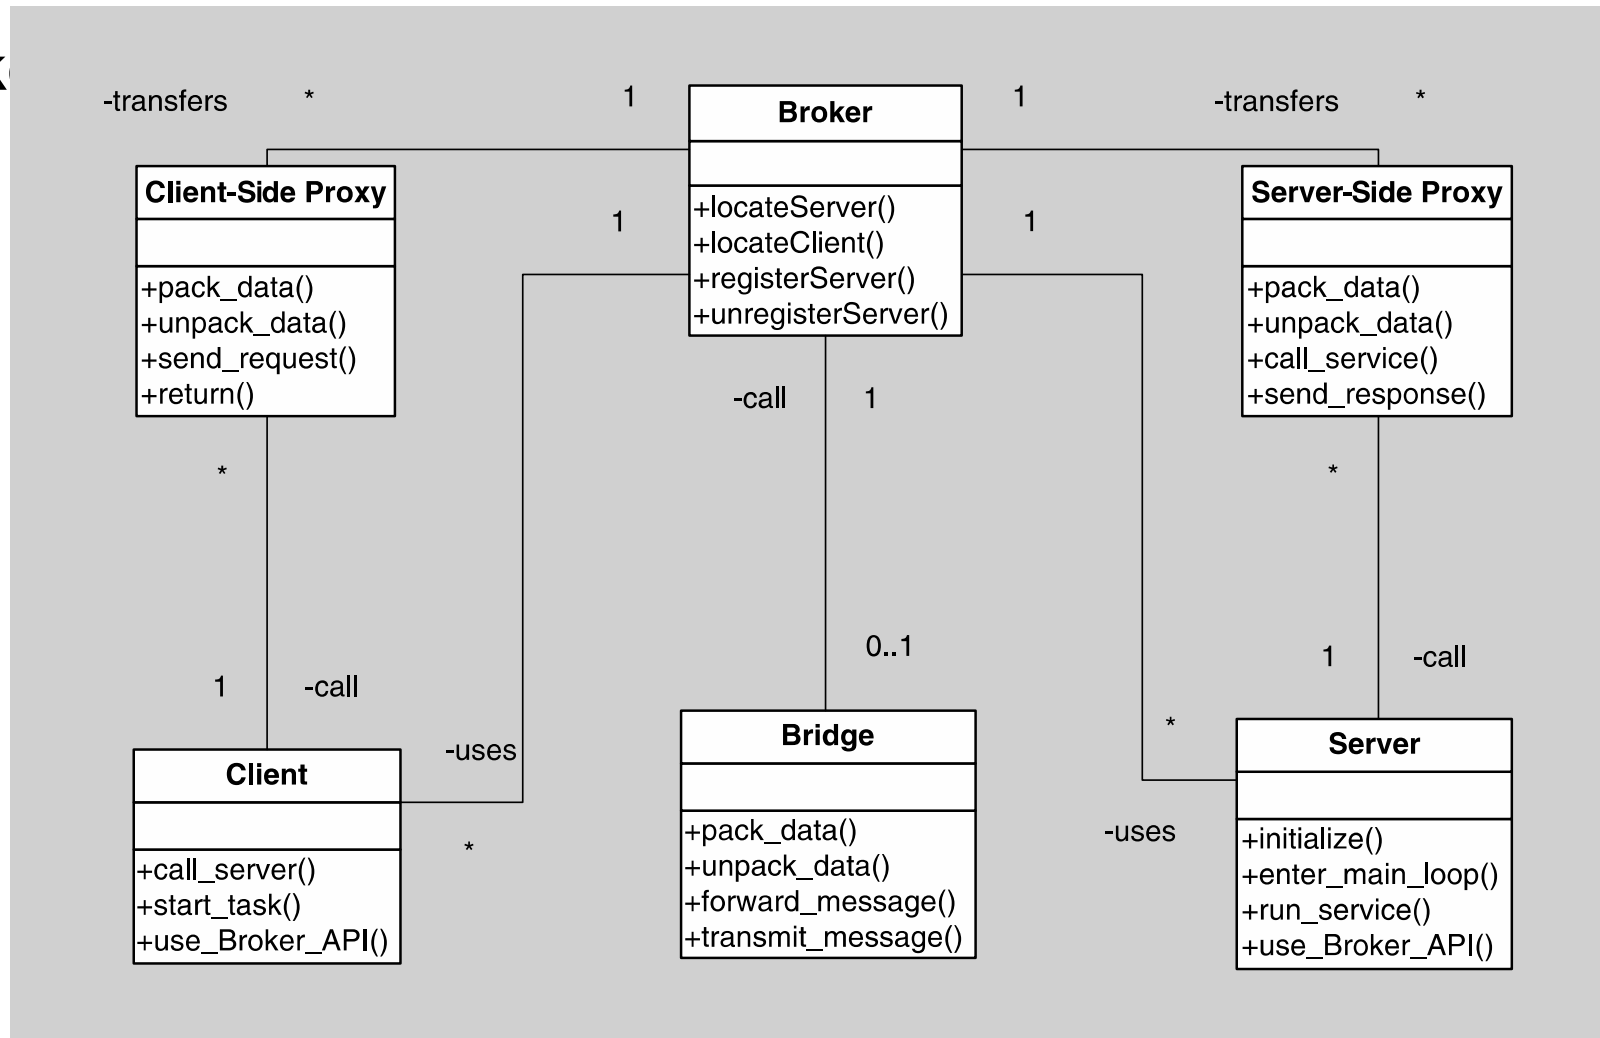 -transfers * 1 Broker 1 -transfers *
Client-Side Proxy
+pack_data()
+unpack_data()
+send_request()
+return()
+locateServer()
+locateClient()
+registerServer()
+unregisterServer()
1
1
Server-Side Proxy
+pack_data()
+unpack_data()
+call_service()
+send_response()
-call 1
*
*
0..1
1 -call
1 -call
-uses
*
*
-uses
Client
+call_server()
+start_task()
+use_Broker_API()
Bridge
+pack_data()
+unpack_data()
+forward_message()
+transmit_message()
Server
+initialize()
+enter_main_loop()
+run_service()
+use_Broker_API()